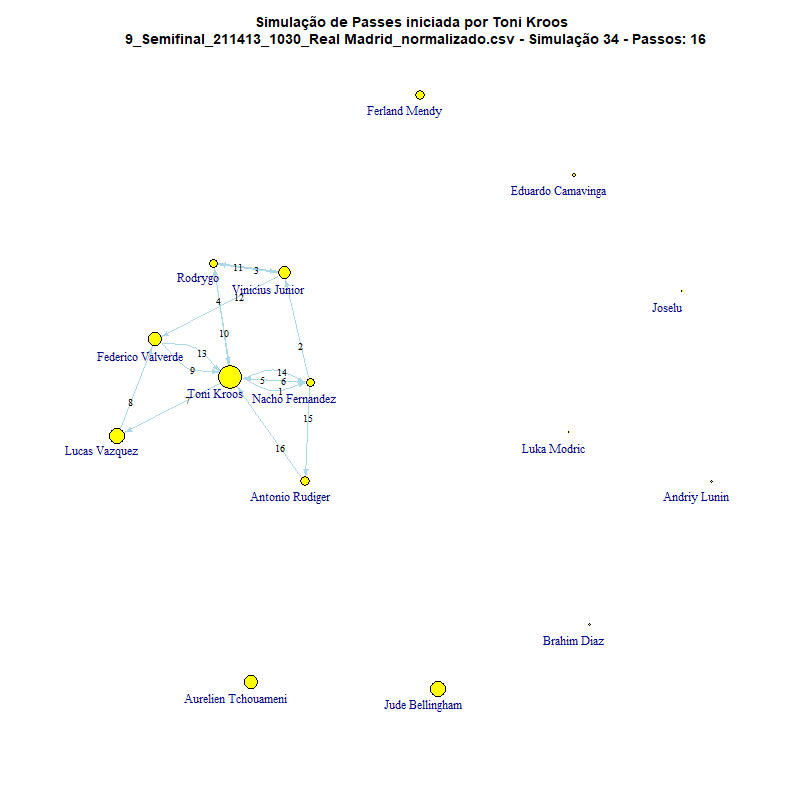 Simulação de Passes iniciada por Toni Kroos
9_Semifinal_211413_1030_Real Madrid_normalizado.csv - Simulação 34 - Passos: 16
Ferland Mendy
Eduardo Camavinga
11
3
Rodrygo
Vinicius Junior
12
4
Joselu
10
2
13
Federico Valverde
9
14
5
6
1
Toni Kroos
Nacho Fernandez
7
8
15
16
Lucas Vazquez
Luka Modric
Antonio Rudiger
Andriy Lunin
Brahim Diaz
Aurelien Tchouameni
Jude Bellingham